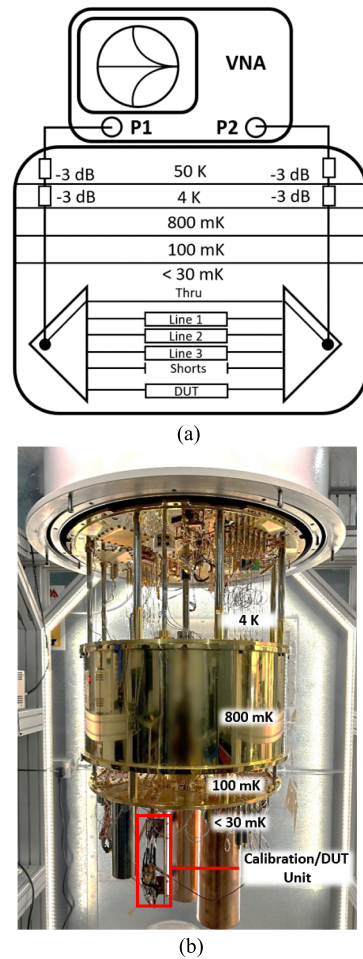 VNA
P1 P2
-3 dB 50 K -3 dB
-3 dB 4 K -3 dB
800 mK
100 mK
< 30 mK
Thru
Line 1
Line 2
Line 3
Shorts
DUT
(a)
4 K
800 mK
100 mK
< 30 mK
Calibration/DUT
Unit
(b)